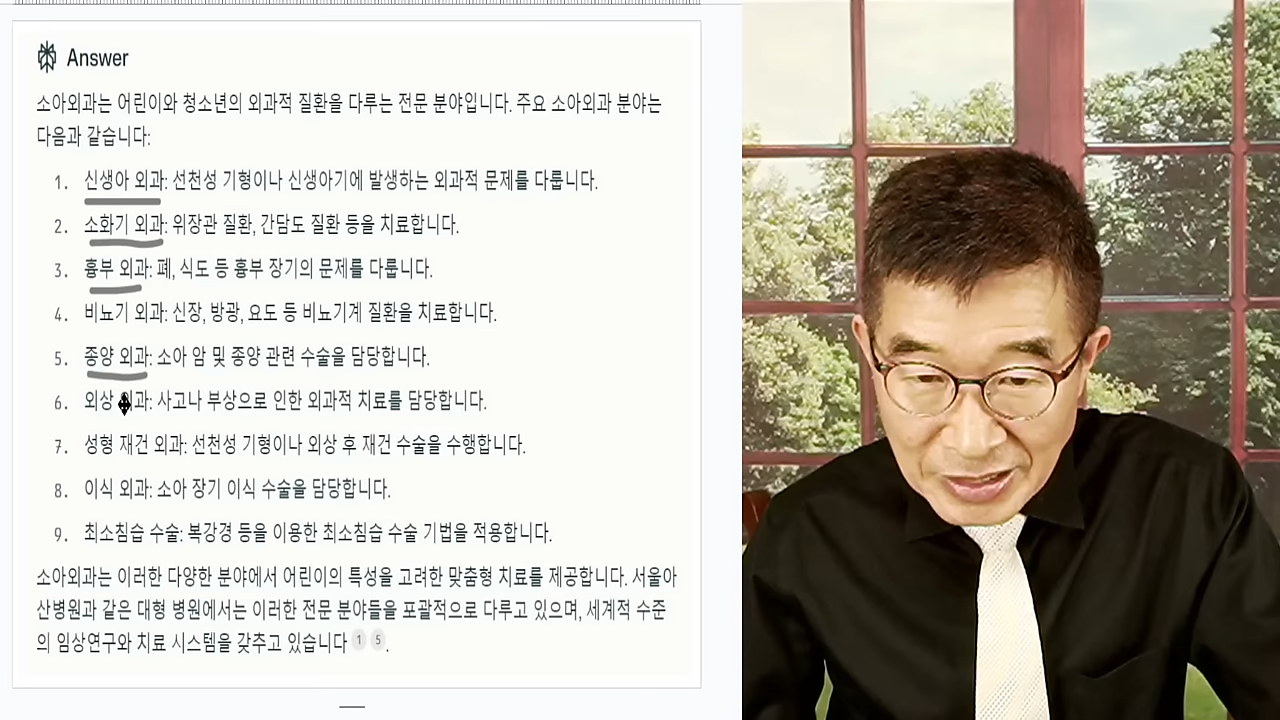 Answer
소아외과는 어린이와 청소년의 외과적 질환을 다루는 전문 분야입니다. 주요 소아외과 분야는
다음과 같습니다:
1. 신생아 외과: 선천성 기형이나 신생아기에 발생하는 외과적 문제를 다룹니다.
2. 소화기 외과: 위장관 질환, 간담도 질환 등을 치료합니다.
3. 흉부 외과: 폐, 식도 등 흉부 장기의 문제를 다룹니다.
4. 비뇨기 외과: 신장, 방광, 요도 등 비뇨기계 질환을 치료합니다.
5. 종양 외과: 소아 암 및 종양 관련 수술을 담당합니다.
6. 외상 외과: 사고나 부상으로 인한 외과적 치료를 담당합니다.
7. 성형 재건 외과: 선천성 기형이나 외상 후 재건 수술을 수행합니다.
8. 이식 외과: 소아 장기 이식 수술을 담당합니다.
9. 최소침습 수술: 복강경 등을 이용한 최소침습 수술 기법을 적용합니다.
소아외과는 이러한 다양한 분야에서 어린이의 특성을 고려한 맞춤형 치료를 제공합니다. 서울아
산병원과 같은 대형 병원에서는 이러한 전문 분야들을 포괄적으로 다루고 있으며, 세계적 수준
의 임상연구와 치료 시스템을 갖추고 있습니다 1 5.